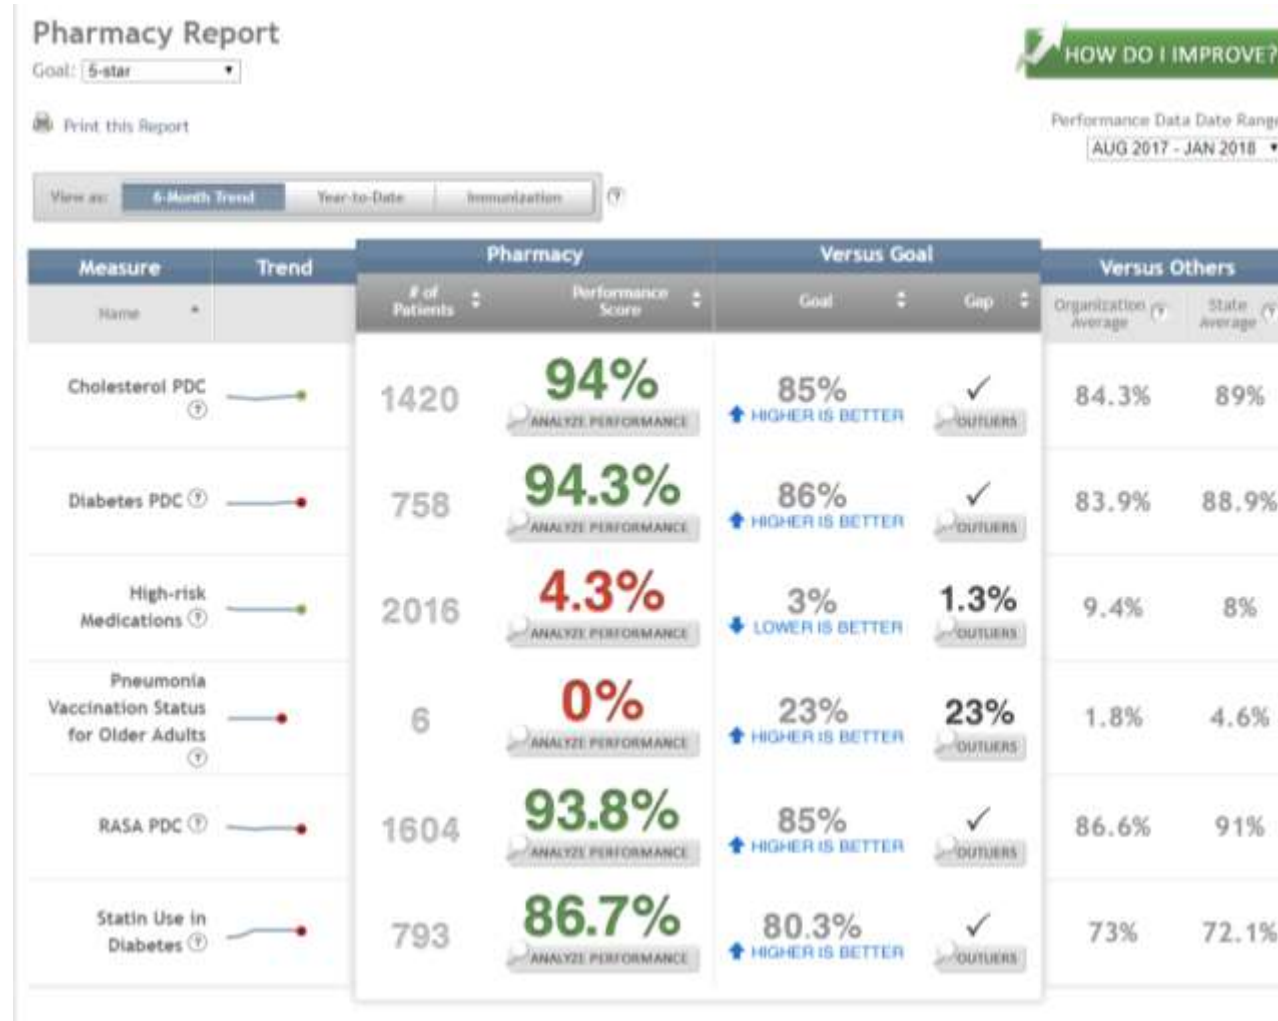 Pharmacy Report
HOW DO I IMPROVE?
Goal: 5-star
Print this Report
Performance Data Date Range
AUG 2017 - JAN 2018
View as: 6-Month Trend Year-to-Date Immunization
Measure Trend Pharmacy Versus Goal Versus Others
Name # of Patients Performance Score Goal Gap Organization Average State Average
Cholesterol PDC 1420 94% 85% ✓ 84.3% 89%
ANALYZE PERFORMANCE HIGHER IS BETTER OUTLIERS
Diabetes PDC 758 94.3% 86% ✓ 83.9% 88.9%
ANALYZE PERFORMANCE HIGHER IS BETTER OUTLIERS
High-risk
Medications 2016 4.3% 3% 1.3% 9.4% 8%
ANALYZE PERFORMANCE LOWER IS BETTER OUTLIERS
Pneumonia
Vaccination Status
for Older Adults 6 0% 23% 23% 1.8% 4.6%
ANALYZE PERFORMANCE HIGHER IS BETTER OUTLIERS
RASA PDC 1604 93.8% 85% ✓ 86.6% 91%
ANALYZE PERFORMANCE HIGHER IS BETTER OUTLIERS
Statin Use in
Diabetes 793 86.7% 80.3% ✓ 73% 72.1%
ANALYZE PERFORMANCE HIGHER IS BETTER OUTLIERS